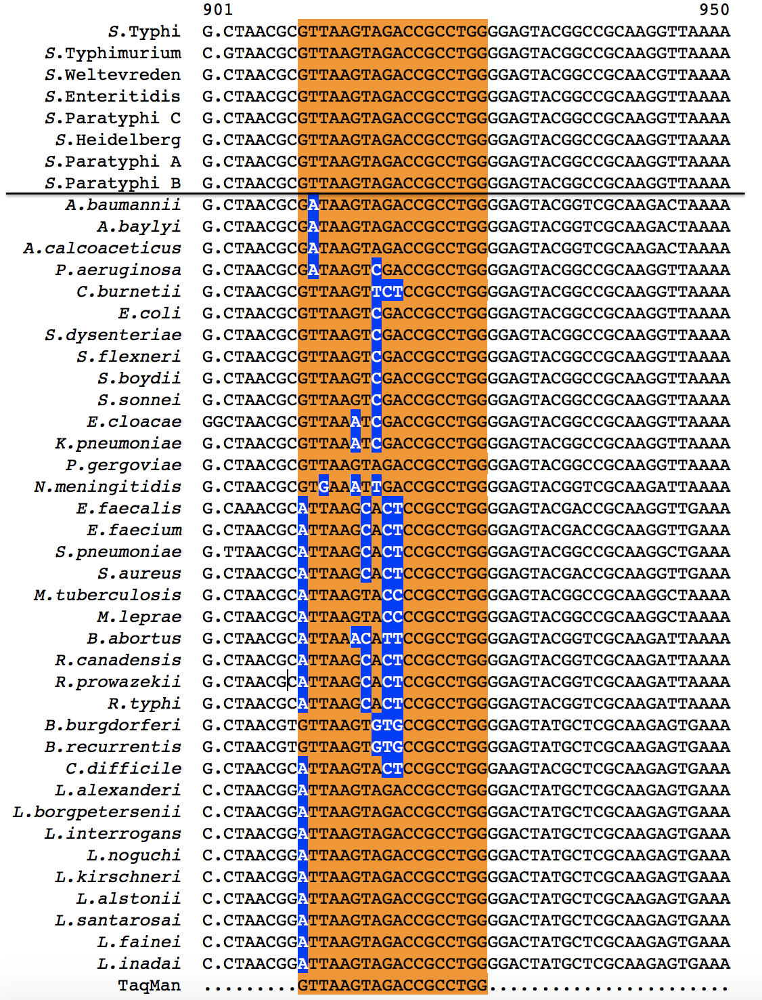 901 950
S.Typhi G.CTAACGCGTTAAGTAGACCGCCTGGGGAGTACGGCCGCAAGGTTAAAA
S.Typhimurium C.GTAACGCGTTAAGTAGACCGCCTGGGGAGTACGGCCGCAAGGTTAAAA
S.Weltevreden G.CTAACGCGTTAAGTAGACCGCCTGGGGAGTACGGCCGCAACGTTAAAA
S.Enteritidis G.CTAACGCGTTAAGTAGACCGCCTGGGGAGTACGGCCGCAAGGTTAAAA
S.Paratyphi C G.CTAACGCGTTAAGTAGACCGCCTGGGGAGTACGGCCGCAAGGTTAAAA
S.Heidelberg G.CTAACGCGTTAAGTAGACCGCCTGGGGAGTACGGCCGCAAGGTTAAAA
S.Paratyphi A G.CTAACGCGTTAAGTAGACCGCCTGGGGAGTACGGCCGCAAGGTTAAAA
S.Paratyphi B G.CTAACGCGTTAAGTAGACCGCCTGGGGAGTACGGCCGCAAGGTTAAAA
A.baumannii G.CTAACGCGATAAGTAGACCGCCTGGGGAGTACGGTCGCAAGACTAAAA
A.baylyi G.CTAACGCGATAAGTAGACCGCCTGGGGAGTACGGTCGCAAGACTAAAA
A.calcoaceticus G.CTAACGCGATAAGTAGACCGCCTGGGGAGTACGGTCGCAAGACTAAAA
P.aeruginosa G.CTAACGCGATAAGTCGACCGCCTGGGGAGTACGGCCGCAAGGTTAAAA
C.burnetii G.CTAACGCGTTAAGTTCTCCGCCTGGGGAGTACGGCCGCAAGGTTAAAA
E.coli G.CTAACGCGTTAAGTCGACCGCCTGGGGAGTACGGCCGCAAGGTTAAAA
S.dysenteriae G.CTAACGCGTTAAGTCGACCGCCTGGGGAGTACGGCCGCAAGGTTAAAA
S.flexneri G.CTAACGCGTTAAGTCGACCGCCTGGGGAGTACGGCCGCAAGGTTAAAA
S.boydii G.CTAACGCGTTAAGTCGACCGCCTGGGGAGTACGGCCGCAAGGTTAAAA
S.sonnei G.CTAACGCGTTAAGTCGACCGCCTGGGGAGTACGGCCGCAAGGTTAAAA
E.cloacae GGCTAACGCGTTAAATCGACCGCCTGGGGAGTACGGCCGCAAGGTTAAAA
K.pneumoniae G.CTAACGCGTTAAATCGACCGCCTGGGGAGTACGGCCGCAAGGTTAAAA
P.gergoviae G.CTAACGCGTTAAGTAGACCGCCTGGGGAGTACGGCCGCAAGGTTAAAA
N.meningitidis G.CTAACGCGTGAAATTGACCGCCTGGGGAGTACGGTCGCAAGATTAAAA
E.faecalis G.CAAACGCATTAAGCACTCCGCCTGGGGAGTACGACCGCAAGGTTGAAA
E.faecium G.CTAACGCATTAAGCACTCCGCCTGGGGAGTACGACCGCAAGGTTGAAA
S.pneumoniae G.TTAACGCATTAAGCACTCCGCCTGGGGAGTACGGCCGCAAGGCTGAAA
S.aureus G.CTAACGCATTAAGCACTCCGCCTGGGGAGTACGACCGCAAGGTTGAAA
M.tuberculosis G.CTAACGCATTAAGTACCCCGCCTGGGGAGTACGGCCGCAAGGCTAAAA
M.leprae G.CTAACGCATTAAGTACCCCGCCTGGGGAGTACGGCCGCAAGGCTAAAA
B.abortus G.CTAACGCATTAAACATTCCGCCTGGGGAGTACGGTCGCAAGATTAAAA
R.canadensis G.CTAACGCATTAAGCACTCCGCCTGGGGAGTACGGTCGCAAGATTAAAA
R.prowazekii G.CTAACGCATTAAGCACTCCGCCTGGGGAGTACGGTCGCAAGATTAAAA
R.typhi G.CTAACGCATTAAGCACTCCGCCTGGGGAGTACGGTCGCAAGATTAAAA
B.burgdorferi G.CTAACGTGTTAAGTGTGCCGCCTGGGGAGTATGCTCGCAAGAGTGAAA
B.recurrentis G.CTAACGTGTTAAGTGTGCCGCCTGGGGAGTATGCTCGCAAGAGTGAAA
C.difficile G.CTAACGCATTAAGTACTCCGCCTGGGAAGTACGCTCGCAAGAGTGAAA
L.alexanderi C.CTAACGGATTAAGTAGACCGCCTGGGGACTATGCTCGCAAGAGTGAAA
L.borgpetersenii C.CTAACGGATTAAGTAGACCGCCTGGGGACTATGCTCGCAAGAGTGAAA
L.interrogans C.CTAACGGATTAAGTAGACCGCCTGGGGACTATGCTCGCAAGAGTGAAA
L.noguchi C.CTAACGGATTAAGTAGACCGCCTGGGGACTATGCTCGCAAGAGTGAAA
L.kirschneri C.CTAACGGATTAAGTAGACCGCCTGGGGACTATGCTCGCAAGAGTGAAA
L.alstonii C.CTAACGGATTAAGTAGACCGCCTGGGGACTATGCTCGCAAGAGTGAAA
L.santarosai C.CTAACGGATTAAGTAGACCGCCTGGGGACTATGCTCGCAAGAGTGAAA
L.fainei C.CTAACGGATTAAGTAGACCGCCTGGGGACTATGCTCGCAAGAGTGAAA
L.inadai C.CTAACGGATTAAGTAGACCGCCTGGGGACTATGCTCGCAAGAGTGAAA
TaqMan .........GTTAAGTAGACCGCCTGG.......................